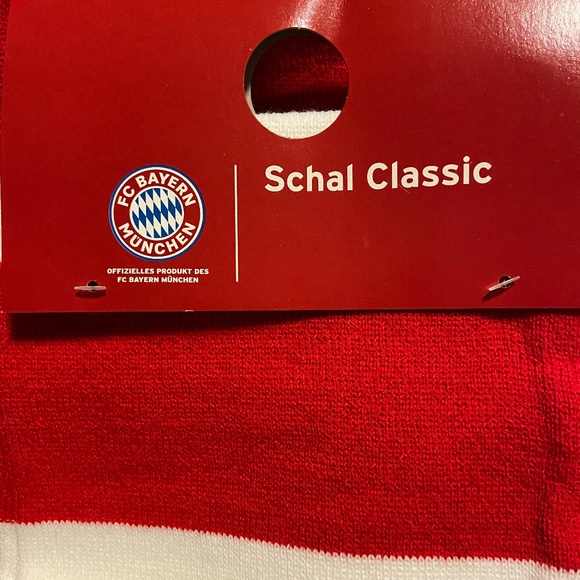 FC BAYERN
MÜNCHEN
OFFIZIELLES PRODUKT DES
FC BAYERN MÜNCHEN
Schal Classic